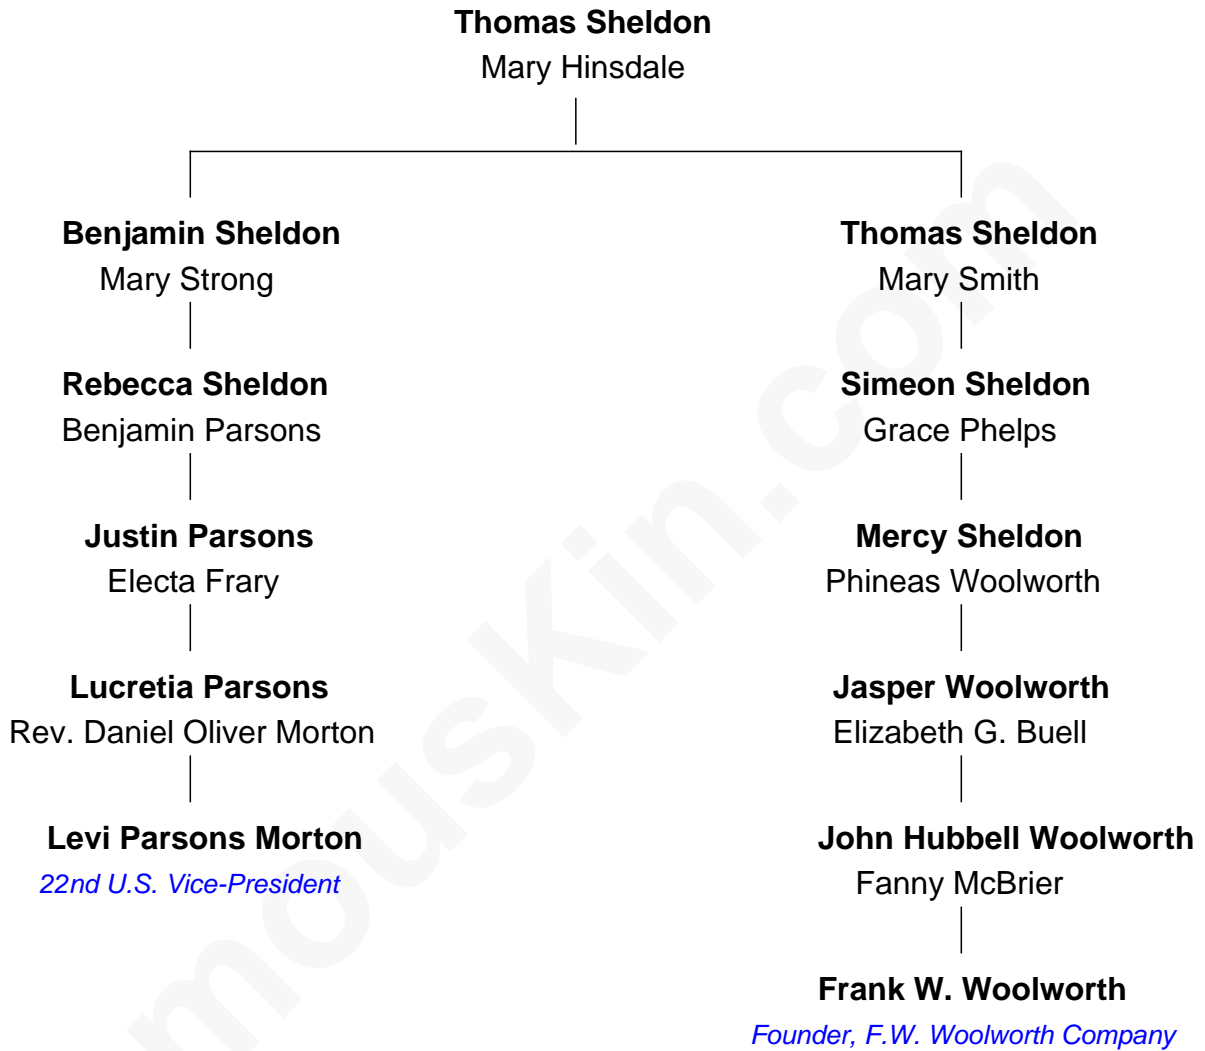 Thomas Sheldon
Mary Hinsdale
Benjamin Sheldon
Mary Strong
Thomas Sheldon
Mary Smith
Rebecca Sheldon
Benjamin Parsons
Simeon Sheldon
Grace Phelps
Justin Parsons
Electa Frary
Mercy Sheldon
Phineas Woolworth
Lucretia Parsons
Rev. Daniel Oliver Morton
Jasper Woolworth
Elizabeth G. Buell
Levi Parsons Morton
22nd U.S. Vice-President
John Hubbell Woolworth
Fanny McBrier
Frank W. Woolworth
Founder, F.W. Woolworth Company
mousKin.com